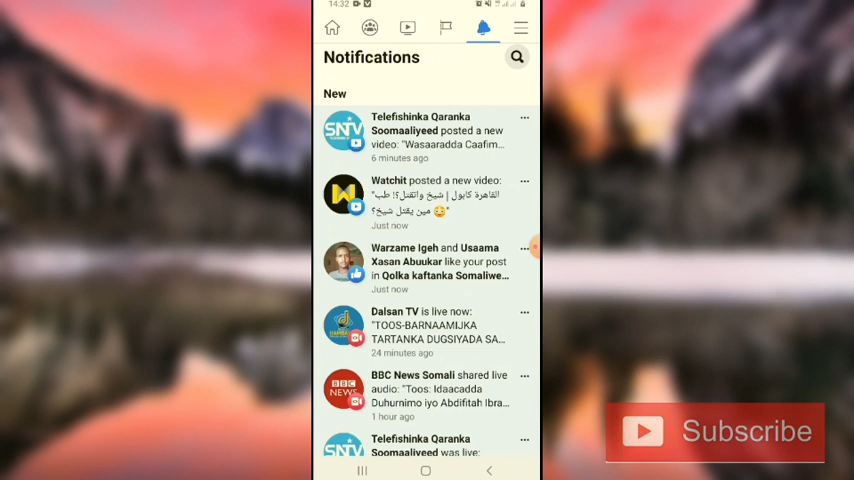 14:32
Notifications
New
Telefishinka Qaranka
Soomaaliyeed posted a new
video: "Wasaaradda Caafim...
6 minutes ago
Watchit posted a new video:
"القاهرة كابول | شيخ واتقتل؟! طب
مين يقتل شيخ؟ 😳"
Just now
Warzame Igeh and Usaama
Xasan Abuukar like your post
in Qolka kaftanka Somaliwe...
Just now
Dalsan TV is live now:
"TOOS-BARNAAMIJKA
TARTANKA DUGSIYADA SA...
24 minutes ago
BBC News Somali shared live
audio: "Toos: Idaacadda
Duhurnimo iyo Abdifitah Ibra...
1 hour ago
Telefishinka Qaranka
Soomaaliyeed was live:
SNTV
BBC
NEWS
SNTV
Subscribe